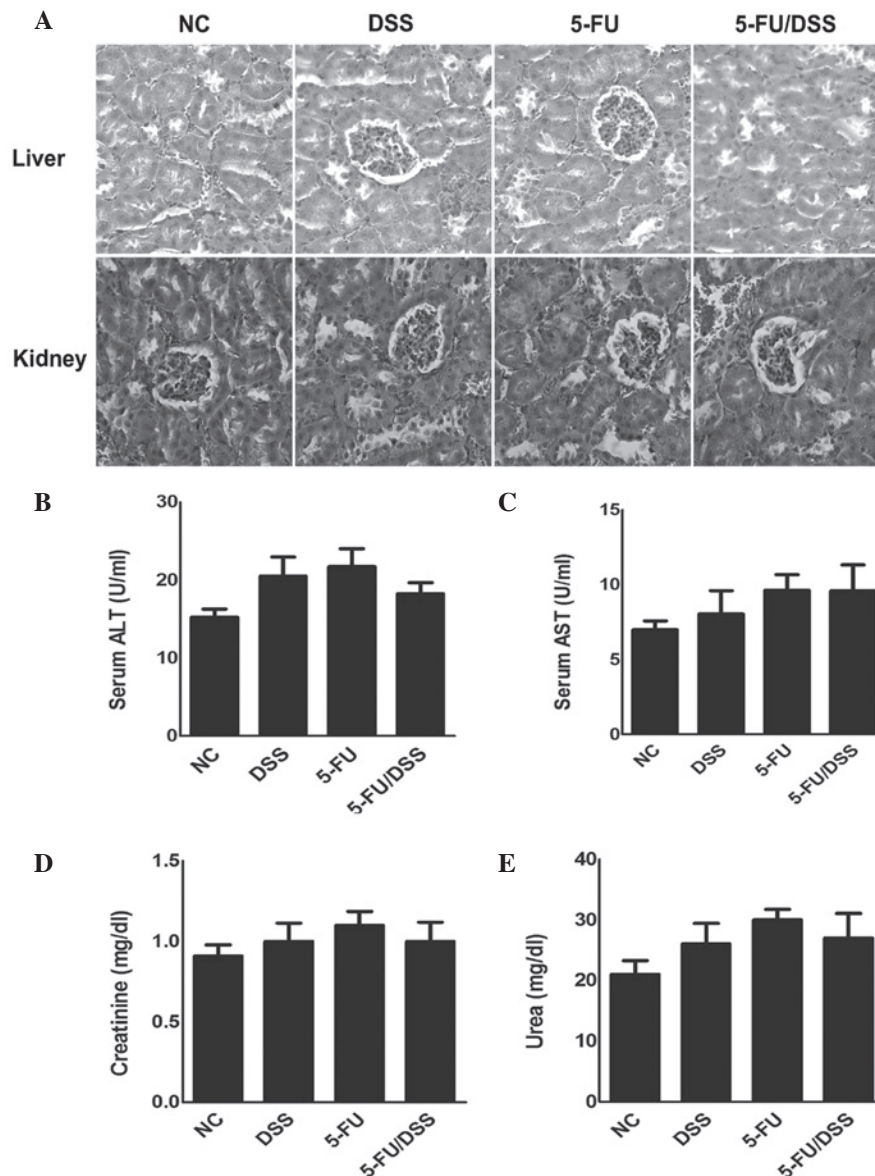 A
NC DSS 5-FU 5-FU/DSS
Liver
Kidney
B
Serum ALT (U/ml)
30
20
10
0
NC DSS 5-FU 5-FU/DSS
C
Serum AST (U/ml)
15
10
5
0
NC DSS 5-FU 5-FU/DSS
D
Creatinine (mg/dl)
1.5
1.0
0.5
0.0
NC DSS 5-FU 5-FU/DSS
E
Urea (mg/dl)
40
30
20
10
0
NC DSS 5-FU 5-FU/DSS